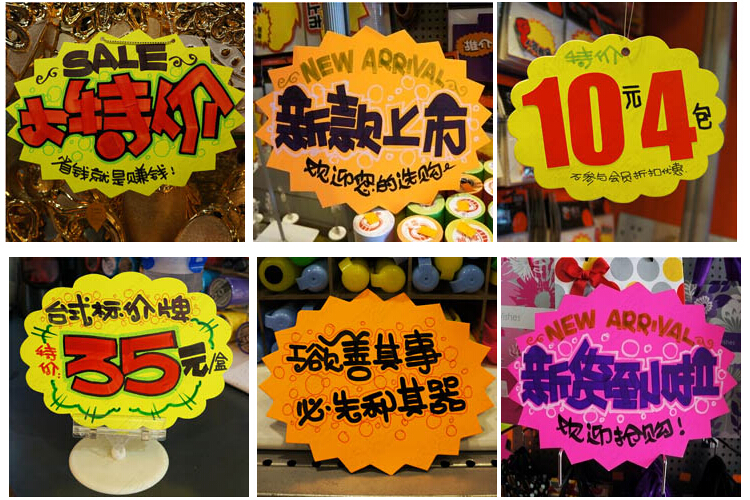 SALE
大特价
省钱就是赚钱！
NEW ARRIVAL
新款上市
欢迎您的选购
特价
10元4包
不参与会员折扣优惠
台式标价牌
特价
35元/盒
欲善其事
必先利其器
NEW ARRIVAL
新货到啦
欢迎抢购！